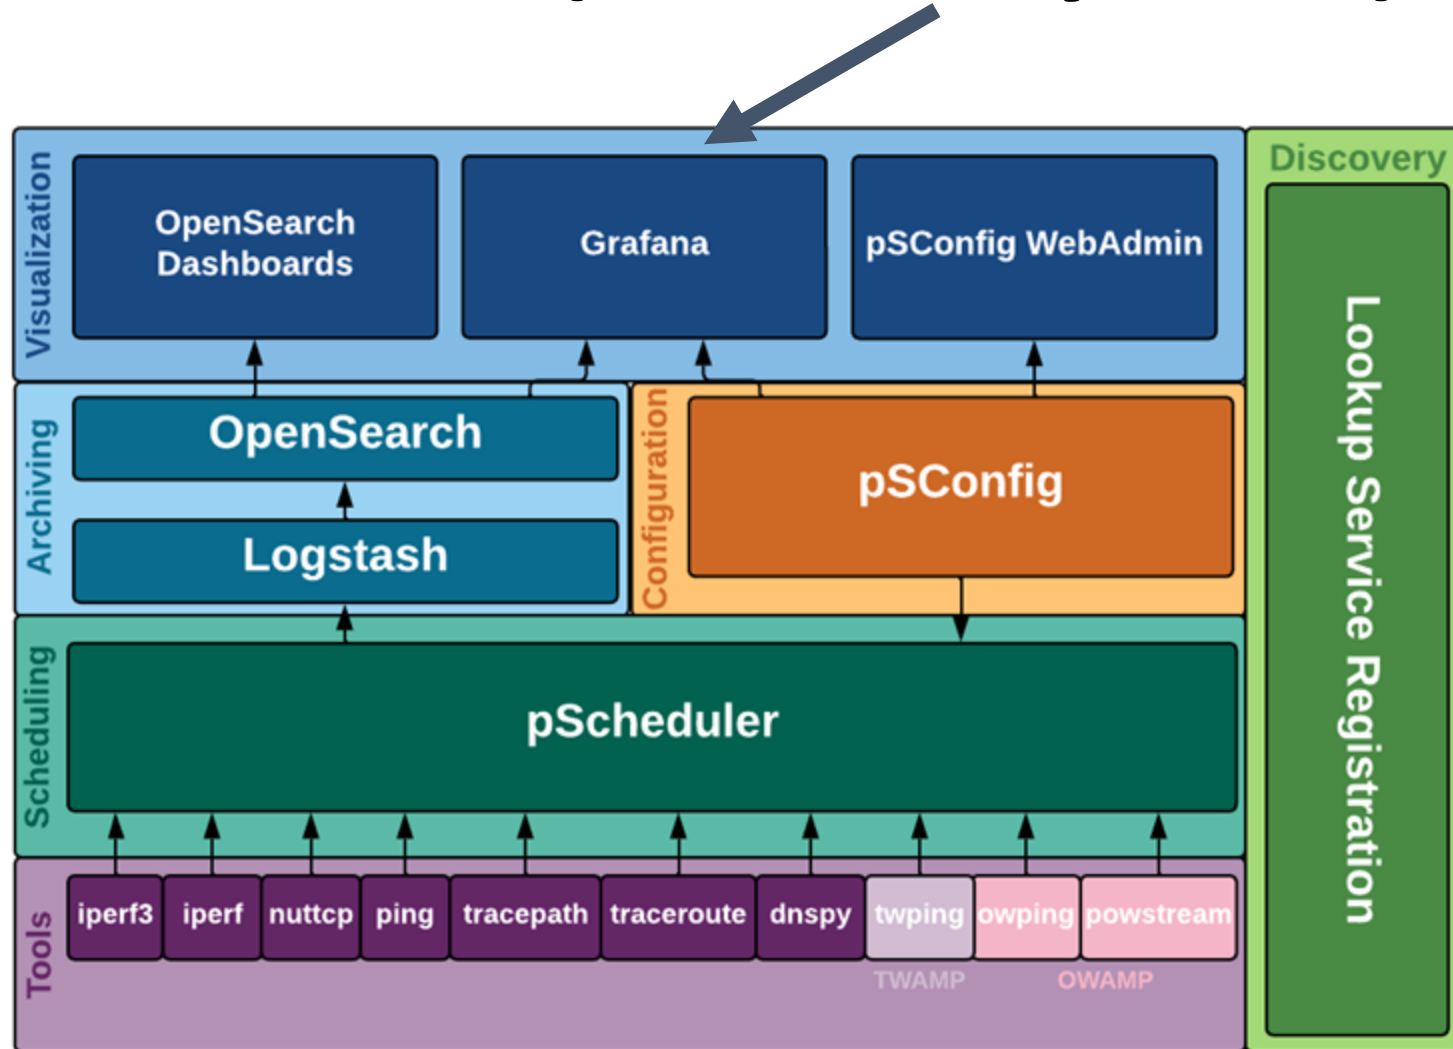 Visualization
OpenSearch
Dashboards
Grafana
pSConfig WebAdmin
Discovery
Lookup Service Registration
Archiving
OpenSearch
Logstash
Configuration
pSConfig
Scheduling
pScheduler
Tools
iperf3
iperf
nuttcp
ping
tracepath
traceroute
dnspy
twping
owping
powstream
TWAMP
OWAMP